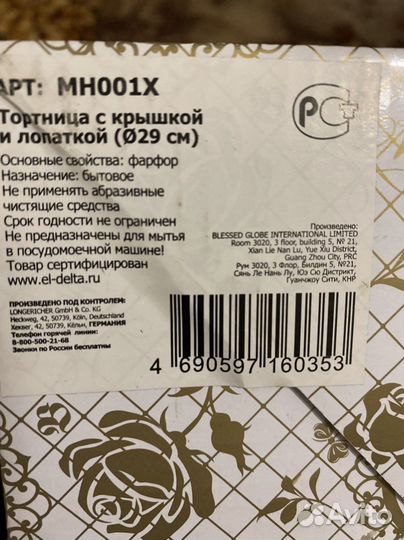 АРТ: MH001X
Тортница с крышкой
и лопаткой (Ø29 см)
Основные свойства: фарфор
Назначение: бытовое
Не применять абразивные
чистящие средства
Срок годности не ограничен
Не предназначены для мытья
в посудомоечной машине!
Товар сертифицирован
www.el-delta.ru
ПРОИЗВЕДЕНО ПОД КОНТРОЛЕМ:
LONGERICHER GmbH & Co. KG
Heckweg, 42, 50739, Köln, Deutschland
Хеквег, 42, 50739, Кёльн, ГЕРМАНИЯ
Телефон горячей линии:
8-800-500-21-68
Звонки по России бесплатны
РС
Произведено:
BLESSED GLOBE INTERNATIONAL LIMITED
Room 3020, 3 floor, building 5, № 21,
Xian Lie Nan Lu, Yue Xiu District,
Guang Zhou City, PRC
Рум 3020, 3 Флор, Билдин 5, №21,
Сянь Ле Нань Лу, Юэ Сю Дистрикт,
Гуанчжоу Сити, КНР
4 690597 160353
Avito